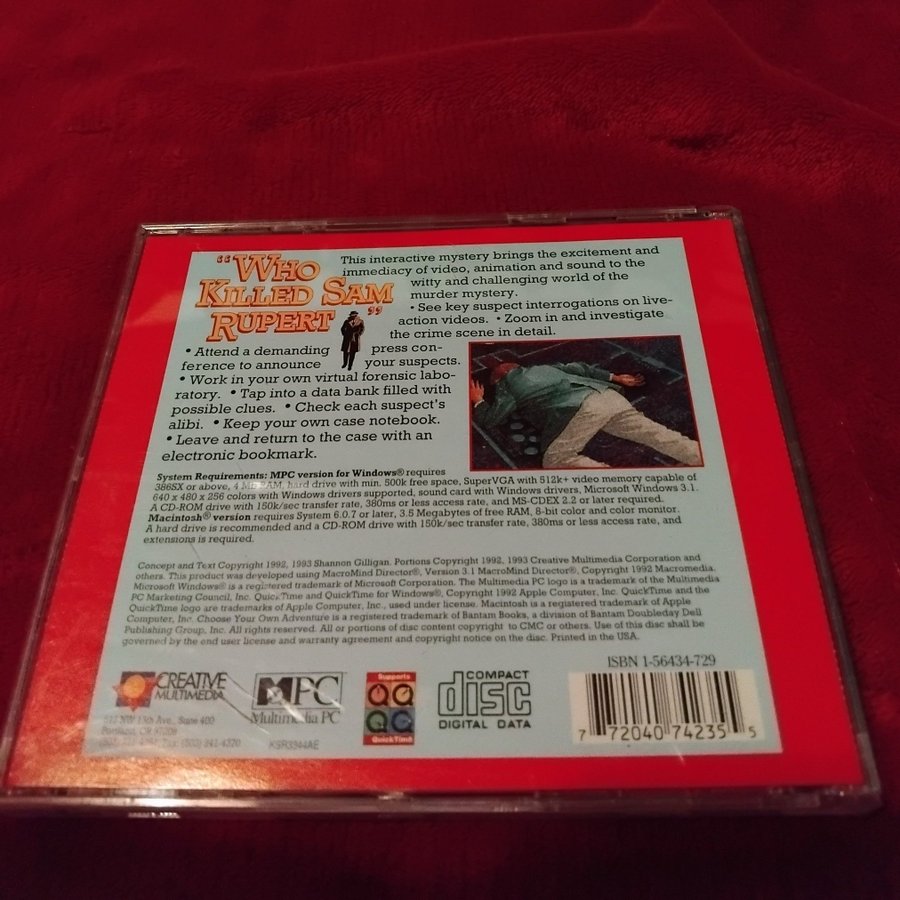 "WHO
KILLED SAM
RUPERT"
This interactive mystery brings the excitement and
immediacy of video, animation and sound to the
witty and challenging world of the
murder mystery.
• See key suspect interrogations on live-
action videos. • Zoom in and investigate
the crime scene in detail.
• Attend a demanding press con-
ference to announce your suspects.
• Work in your own virtual forensic labo-
ratory. • Tap into a data bank filled with
possible clues. • Check each suspect's
alibi. • Keep your own case notebook.
• Leave and return to the case with an
electronic bookmark.
System Requirements: MPC version for Windows® requires
386SX or above, 4 MB RAM, hard drive with min. 500k free space, SuperVGA with 512k+ video memory capable of
640 x 480 x 256 colors with Windows drivers supported, sound card with Windows drivers, Microsoft Windows 3.1.
A CD-ROM drive with 150k/sec transfer rate, 380ms or less access rate, and MS-CDEX 2.2 or later required.
Macintosh® version requires System 6.0.7 or later, 3.5 Megabytes of free RAM, 8-bit color and color monitor.
A hard drive is recommended and a CD-ROM drive with 150k/sec transfer rate, 380ms or less access rate, and
extensions is required.
Concept and Text Copyright 1992, 1993 Shannon Gilligan. Portions Copyright 1992, 1993 Creative Multimedia Corporation and
others. This product was developed using MacroMind Director®, Version 3.1 MacroMind Director®, Copyright 1992 Macromedia.
Microsoft Windows® is a registered trademark of Microsoft Corporation. The Multimedia PC logo is a trademark of the Multimedia
PC Marketing Council, Inc. QuickTime and QuickTime for Windows®, Copyright 1992 Apple Computer, Inc. QuickTime and the
QuickTime logo are trademarks of Apple Computer, Inc., used under license. Macintosh is a registered trademark of Apple
Computer, Inc. Choose Your Own Adventure is a registered trademark of Bantam Books, a division of Bantam Doubleday Dell
Publishing Group, Inc. All rights reserved. All or portions of disc content copyright to CMC or others. Use of this disc shall be
governed by the end user license and warranty agreement and copyright notice on the disc. Printed in the USA.
ISBN 1-56434-729
CREATIVE
MULTIMEDIA
NW 13th Ave., Suite 400
Portland, OR 97209
Fax: (503) 241-4370
MPC
Multimedia PC
KSR3944AE
Supports
QuickTime
COMPACT
disc
DIGITAL DATA
7 72040 74235 5